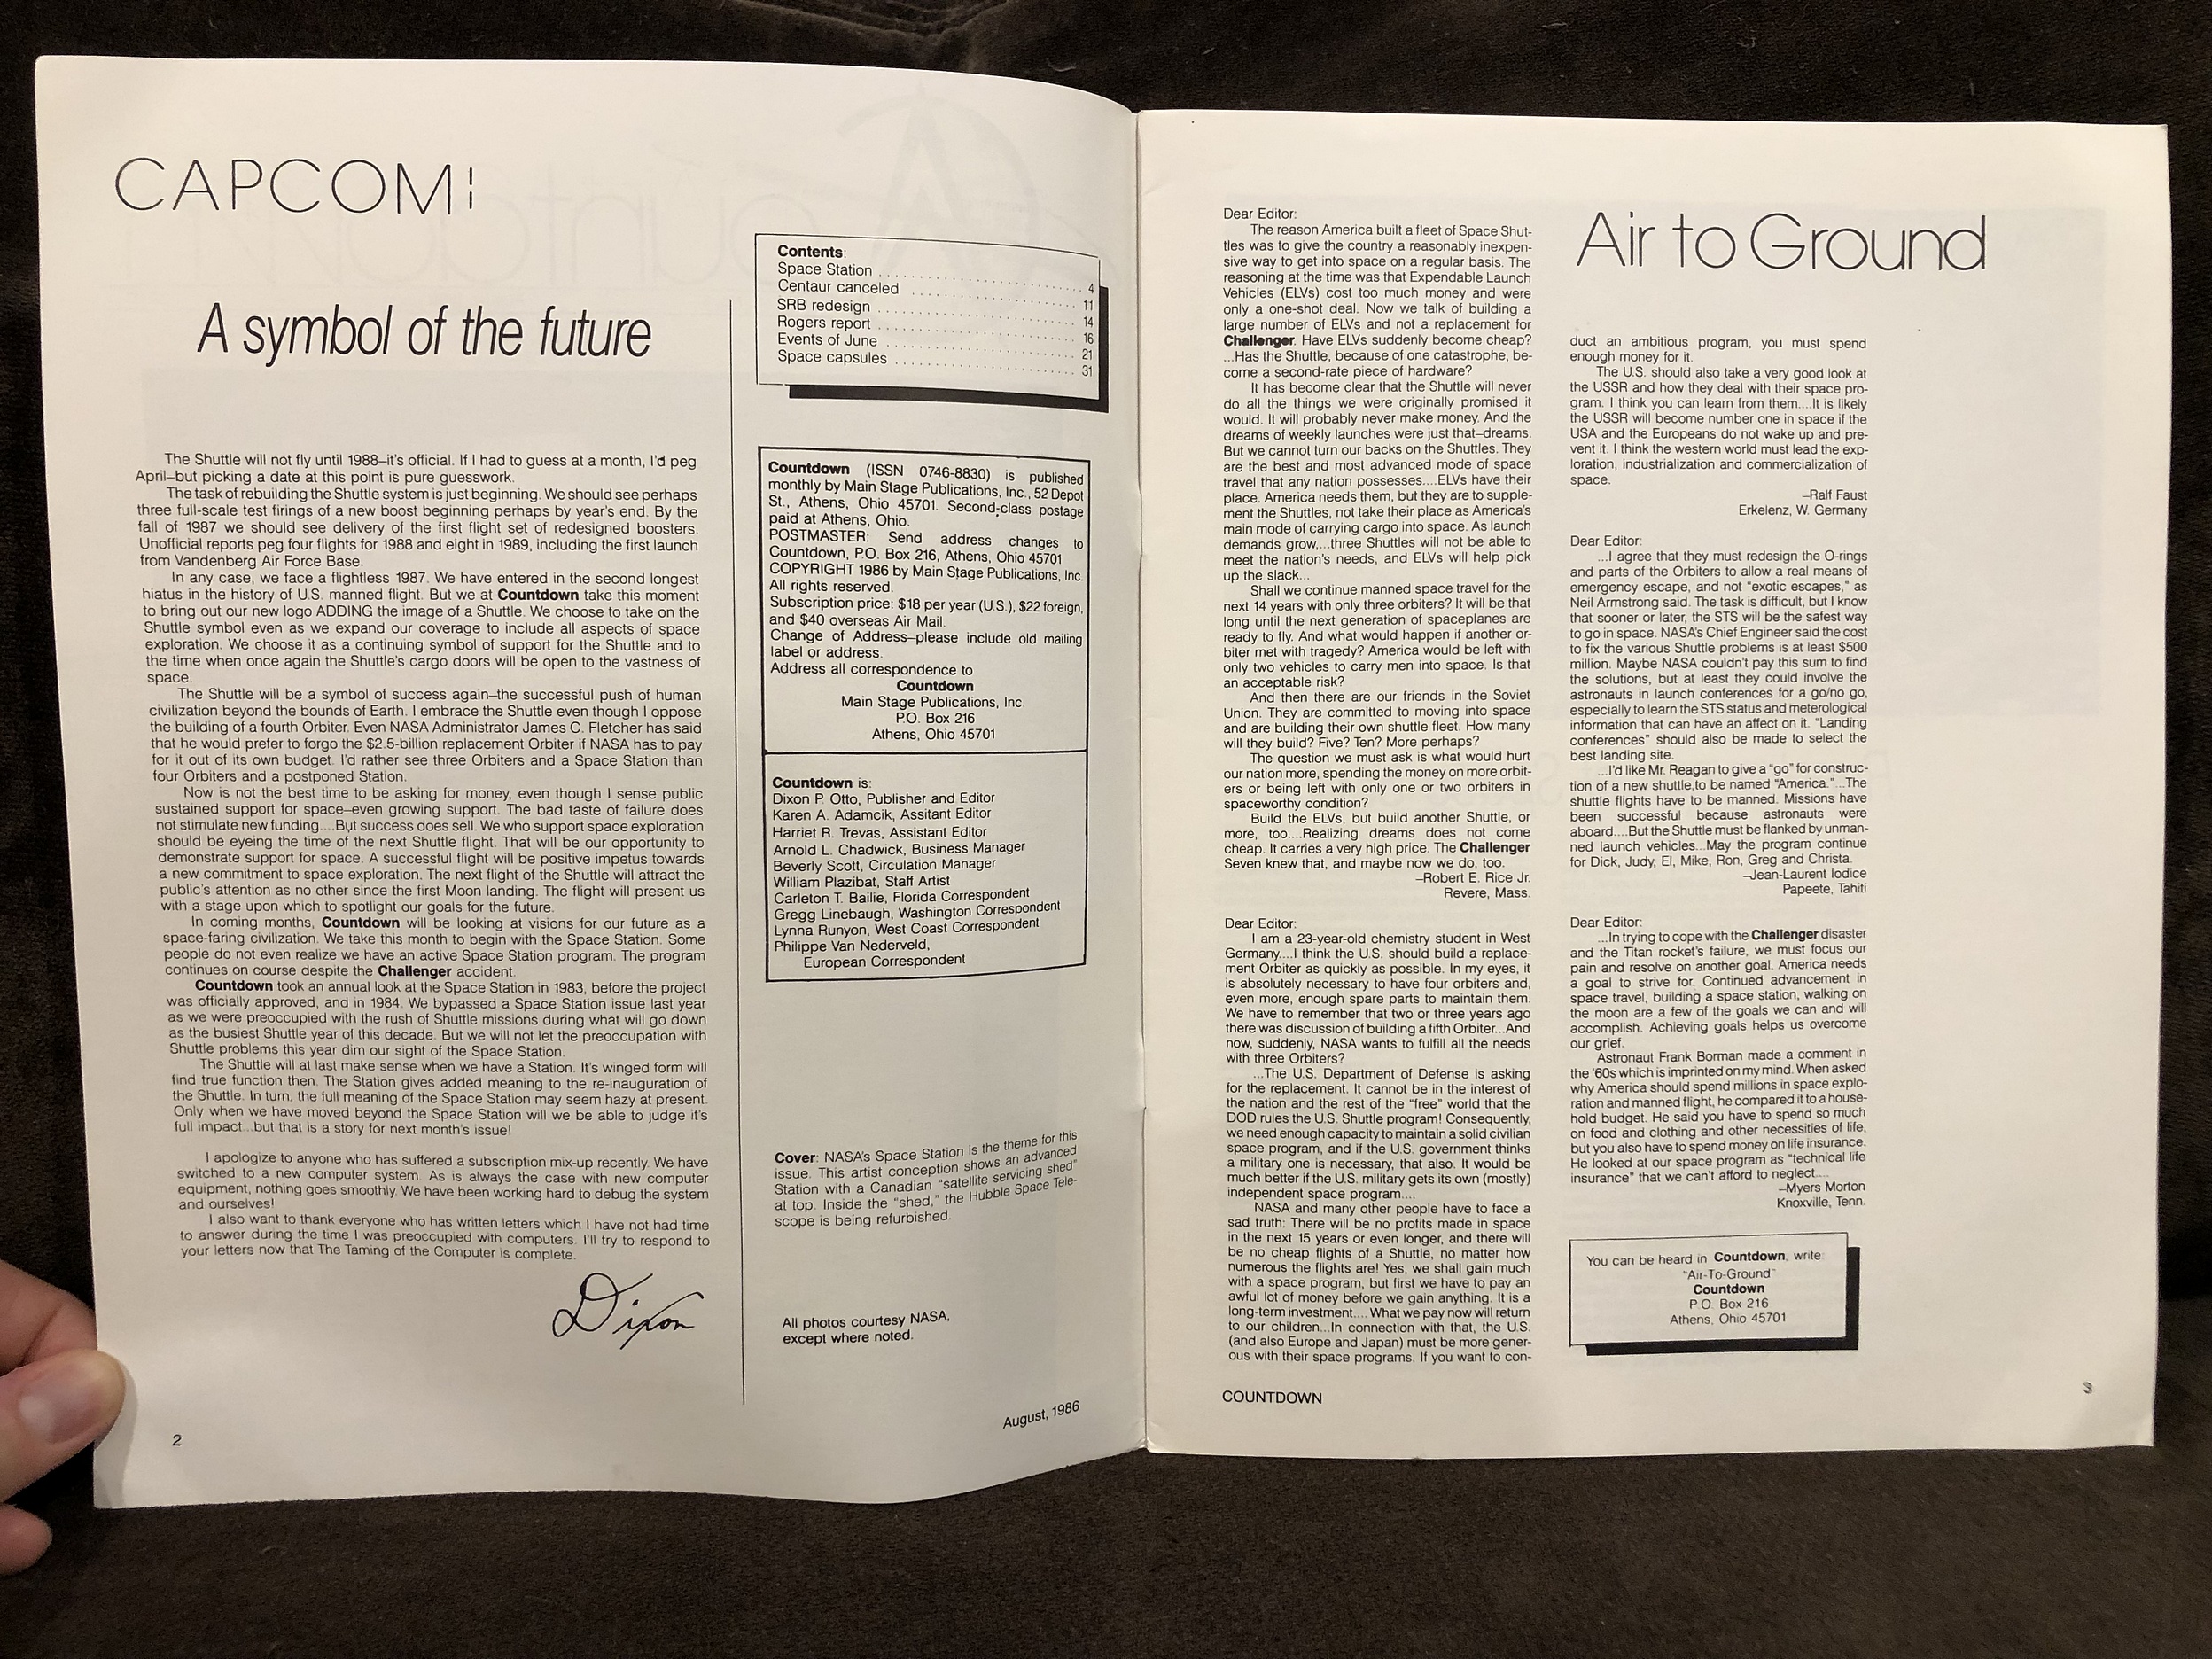 CAPCOM:
A symbol of the future
The Shuttle will not fly until 1988–it's official. If I had to guess at a month, I'd peg
April–but picking a date at this point is pure guesswork.
The task of rebuilding the Shuttle system is just beginning. We should see perhaps
three full-scale test firings of a new boost beginning perhaps by year's end. By the
fall of 1987 we should see delivery of the first flight set of redesigned boosters.
Unofficial reports peg four flights for 1988 and eight in 1989, including the first launch
from Vandenberg Air Force Base.
In any case, we face a flightless 1987. We have entered in the second longest
hiatus in the history of U.S. manned flight. But we at Countdown take this moment
to bring out our new logo ADDING the image of a Shuttle. We choose to take on the
Shuttle symbol even as we expand our coverage to include all aspects of space
exploration. We choose it as a continuing symbol of support for the Shuttle and to
the time when once again the Shuttle's cargo doors will be open to the vastness of
space.
The Shuttle will be a symbol of success again–the successful push of human
civilization beyond the bounds of Earth. I embrace the Shuttle even though I oppose
the building of a fourth Orbiter. Even NASA Administrator James C. Fletcher has said
that he would prefer to forgo the $2.5-billion replacement Orbiter if NASA has to pay
for it out of its own budget. I'd rather see three Orbiters and a Space Station than
four Orbiters and a postponed Station.
Now is not the best time to be asking for money, even though I sense public
sustained support for space–even growing support. The bad taste of failure does
not stimulate new funding....But success does sell. We who support space exploration
should be eyeing the time of the next Shuttle flight. That will be our opportunity to
demonstrate support for space. A successful flight will be positive impetus towards
a new commitment to space exploration. The next flight of the Shuttle will attract the
public's attention as no other since the first Moon landing. The flight will present us
with a stage upon which to spotlight our goals for the future.
In coming months, Countdown will be looking at visions for our future as a
space-faring civilization. We take this month to begin with the Space Station. Some
people do not even realize we have an active Space Station program. The program
continues on course despite the Challenger accident.
Countdown took an annual look at the Space Station in 1983, before the project
was officially approved, and in 1984. We bypassed a Space Station issue last year
as we were preoccupied with the rush of Shuttle missions during what will go down
as the busiest Shuttle year of this decade. But we will not let the preoccupation with
Shuttle problems this year dim our sight of the Space Station.
The Shuttle will at last make sense when we have a Station. It's winged form will
find true function then. The Station gives added meaning to the re-inauguration of
the Shuttle. In turn, the full meaning of the Space Station may seem hazy at present.
Only when we have moved beyond the Space Station will we be able to judge it's
full impact...but that is a story for next month's issue!
I apologize to anyone who has suffered a subscription mix-up recently. We have
switched to a new computer system. As is always the case with new computer
equipment, nothing goes smoothly. We have been working hard to debug the system
and ourselves!
I also want to thank everyone who has written letters which I have not had time
to answer during the time I was preoccupied with computers. I'll try to respond to
your letters now that The Taming of the Computer is complete.
Dixon
2
Contents:
Space Station . . . . . 4
Centaur canceled . . . . . 11
SRB redesign . . . . . 14
Rogers report . . . . . 16
Events of June . . . . . 21
Space capsules . . . . . 31
Countdown (ISSN 0746-8830) is published
monthly by Main Stage Publications, Inc., 52 Depot
St., Athens, Ohio 45701. Second-class postage
paid at Athens, Ohio.
POSTMASTER: Send address changes to
Countdown, P.O. Box 216, Athens, Ohio 45701
COPYRIGHT 1986 by Main Stage Publications, Inc.
All rights reserved.
Subscription price: $18 per year (U.S.), $22 foreign,
and $40 overseas Air Mail.
Change of Address–please include old mailing
label or address.
Address all correspondence to
Countdown
Main Stage Publications, Inc.
P.O. Box 216
Athens, Ohio 45701
Countdown is:
Dixon P. Otto, Publisher and Editor
Karen A. Adamcik, Assitant Editor
Harriet R. Trevas, Assistant Editor
Arnold L. Chadwick, Business Manager
Beverly Scott, Circulation Manager
William Plazibat, Staff Artist
Carleton T. Bailie, Florida Correspondent
Gregg Linebaugh, Washington Correspondent
Lynna Runyon, West Coast Correspondent
Philippe Van Nederveld,
European Correspondent
Cover: NASA's Space Station is the theme for this
issue. This artist conception shows an advanced
Station with a Canadian "satellite servicing shed"
at top. Inside the "shed," the Hubble Space Tele-
scope is being refurbished.
All photos courtesy NASA,
except where noted.
August, 1986
Air to Ground
Dear Editor:
The reason America built a fleet of Space Shut-
tles was to give the country a reasonably inexpen-
sive way to get into space on a regular basis. The
reasoning at the time was that Expendable Launch
Vehicles (ELVs) cost too much money and were
only a one-shot deal. Now we talk of building a
large number of ELVs and not a replacement for
Challenger. Have ELVs suddenly become cheap?
...Has the Shuttle, because of one catastrophe, be-
come a second-rate piece of hardware?
It has become clear that the Shuttle will never
do all the things we were originally promised it
would. It will probably never make money. And the
dreams of weekly launches were just that–dreams.
But we cannot turn our backs on the Shuttles. They
are the best and most advanced mode of space
travel that any nation possesses....ELVs have their
place. America needs them, but they are to supple-
ment the Shuttles, not take their place as America's
main mode of carrying cargo into space. As launch
demands grow,...three Shuttles will not be able to
meet the nation's needs, and ELVs will help pick
up the slack...
Shall we continue manned space travel for the
next 14 years with only three orbiters? It will be that
long until the next generation of spaceplanes are
ready to fly. And what would happen if another or-
biter met with tragedy? America would be left with
only two vehicles to carry men into space. Is that
an acceptable risk?
And then there are our friends in the Soviet
Union. They are committed to moving into space
and are building their own shuttle fleet. How many
will they build? Five? Ten? More perhaps?
The question we must ask is what would hurt
our nation more, spending the money on more orbit-
ers or being left with only one or two orbiters in
spaceworthy condition?
Build the ELVs, but build another Shuttle, or
more, too....Realizing dreams does not come
cheap. It carries a very high price. The Challenger
Seven knew that, and maybe now we do, too.
–Robert E. Rice Jr.
Revere, Mass.
Dear Editor:
I am a 23-year-old chemistry student in West
Germany....I think the U.S. should build a replace-
ment Orbiter as quickly as possible. In my eyes, it
is absolutely necessary to have four orbiters and,
even more, enough spare parts to maintain them.
We have to remember that two or three years ago
there was discussion of building a fifth Orbiter...And
now, suddenly, NASA wants to fulfill all the needs
with three Orbiters?
...The U.S. Department of Defense is asking
for the replacement. It cannot be in the interest of
the nation and the rest of the "free" world that the
DOD rules the U.S. Shuttle program! Consequently,
we need enough capacity to maintain a solid civilian
space program, and if the U.S. government thinks
a military one is necessary, that also. It would be
much better if the U.S. military gets its own (mostly)
independent space program....
NASA and many other people have to face a
sad truth: There will be no profits made in space
in the next 15 years or even longer, and there will
be no cheap flights of a Shuttle, no matter how
numerous the flights are! Yes, we shall gain much
with a space program, but first we have to pay an
awful lot of money before we gain anything. It is a
long-term investment.... What we pay now will return
to our children...In connection with that, the U.S.
(and also Europe and Japan) must be more gener-
ous with their space programs. If you want to con-
duct an ambitious program, you must spend
enough money for it.
The U.S. should also take a very good look at
the USSR and how they deal with their space pro-
gram. I think you can learn from them....It is likely
the USSR will become number one in space if the
USA and the Europeans do not wake up and pre-
vent it. I think the western world must lead the exp-
loration, industrialization and commercialization of
space.
–Ralf Faust
Erkelenz, W. Germany
Dear Editor:
...I agree that they must redesign the O-rings
and parts of the Orbiters to allow a real means of
emergency escape, and not "exotic escapes," as
Neil Armstrong said. The task is difficult, but I know
that sooner or later, the STS will be the safest way
to go in space. NASA's Chief Engineer said the cost
to fix the various Shuttle problems is at least $500
million. Maybe NASA couldn't pay this sum to find
the solutions, but at least they could involve the
astronauts in launch conferences for a go/no go,
especially to learn the STS status and meterological
information that can have an affect on it. "Landing
conferences" should also be made to select the
best landing site.
...I'd like Mr. Reagan to give a "go" for construc-
tion of a new shuttle,to be named "America."...The
shuttle flights have to be manned. Missions have
been successful because astronauts were
aboard....But the Shuttle must be flanked by unman-
ned launch vehicles...May the program continue
for Dick, Judy, El, Mike, Ron, Greg and Christa.
–Jean-Laurent Iodice
Papeete, Tahiti
Dear Editor:
...In trying to cope with the Challenger disaster
and the Titan rocket's failure, we must focus our
pain and resolve on another goal. America needs
a goal to strive for. Continued advancement in
space travel, building a space station, walking on
the moon are a few of the goals we can and will
accomplish. Achieving goals helps us overcome
our grief.
Astronaut Frank Borman made a comment in
the '60s which is imprinted on my mind. When asked
why America should spend millions in space explo-
ration and manned flight, he compared it to a house-
hold budget. He said you have to spend so much
on food and clothing and other necessities of life,
but you also have to spend money on life insurance.
He looked at our space program as "technical life
insurance" that we can't afford to neglect....
–Myers Morton
Knoxville, Tenn.
You can be heard in Countdown, write:
"Air-To-Ground"
Countdown
P.O. Box 216
Athens, Ohio 45701
COUNTDOWN
3